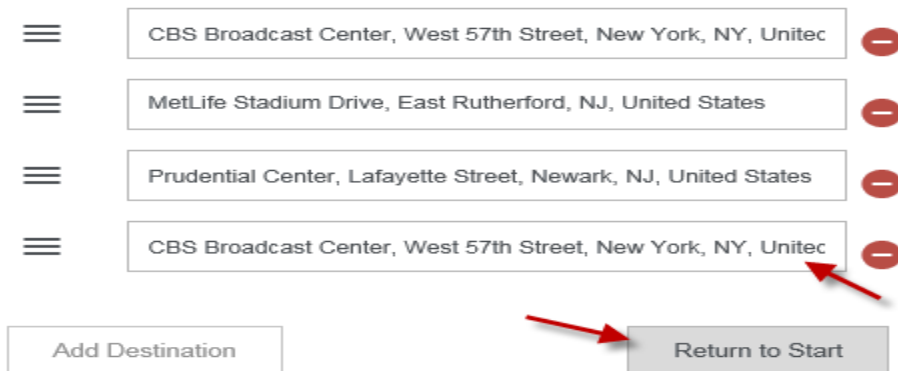 CBS Broadcast Center, West 57th Street, New York, NY, United
MetLife Stadium Drive, East Rutherford, NJ, United States
Prudential Center, Lafayette Street, Newark, NJ, United States
CBS Broadcast Center, West 57th Street, New York, NY, United
Add Destination
Return to Start